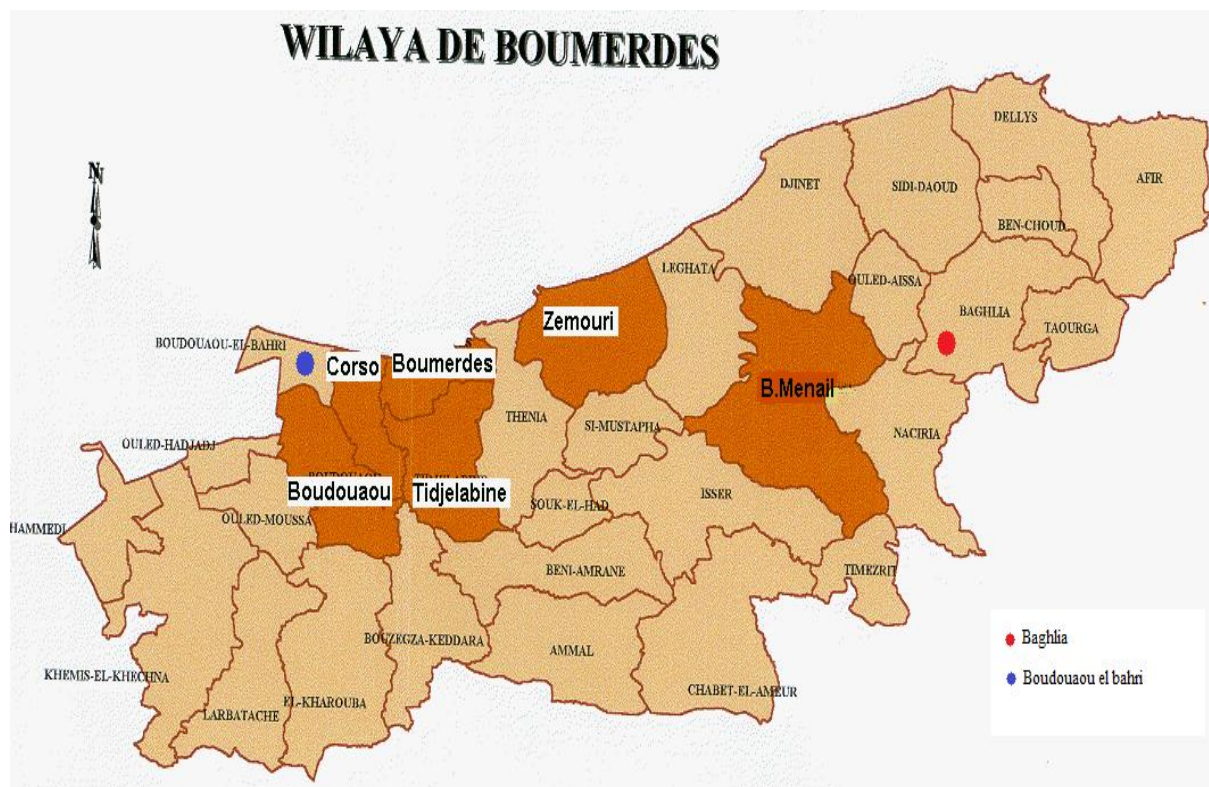 WILAYA DE BOUMERDES
DELLYS
N
N
AFIR
DJINET
SIDI-DAOUD
BEN-CHOUD
LEGHATA
OULED-AISSA
BAGHLIA
TAOURGA
Zemouri
BOUDOUAOU-EL-BAHRI
Corso
Boumerdes
B.Menail
THENIA
SI-MUSTAPHA
NACIRIA
OULED-HADJADJ
Boudouaou
Tidjelabine
ISSER
SOUK-EL-HAD
OULED-MOUSSA
HAMMEDI
BENI-AMRANE
TIMEZRIT
BOUZEGZA-KEDDARA
AMMAL
KHEMIS-EL-KHECHNA
CHABET-EL-AMEUR
EL-KHAROUBA
LARBATACHE
Baghlia
Boudouaou el bahri